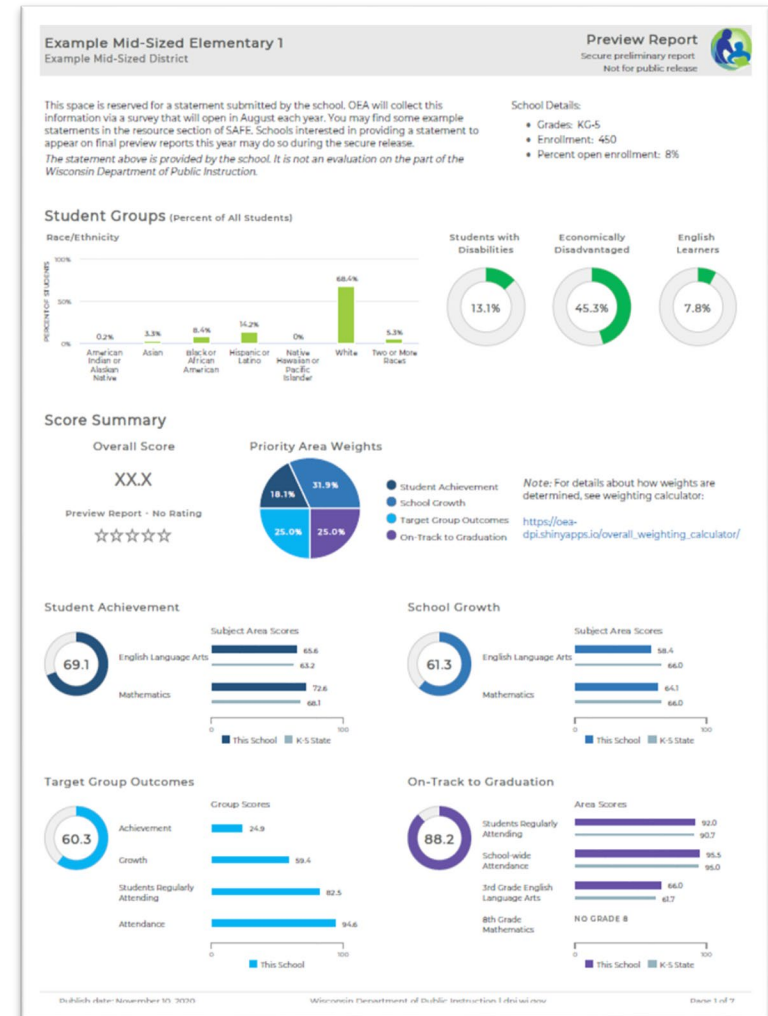 Example Mid-Sized Elementary 1
Example Mid-Sized District
Preview Report
Secure preliminary report
Not for public release
This space is reserved for a statement submitted by the school. OEA will collect this
information via a survey that will open in August each year. You may find some example
statements in the resource section of SAFE. Schools interested in providing a statement to
appear on final preview reports this year may do so during the secure release.
The statement above is provided by the school. It is not an evaluation on the part of the
Wisconsin Department of Public Instruction.
School Details:
• Grades: KG-5
• Enrollment: 450
• Percent open enrollment: 8%
Student Groups (Percent of All Students)
Race/Ethnicity
PERCENT OF STUDENTS
100%
50%
0%
0.2%
3.3%
8.4%
14.2%
0%
68.4%
5.3%
American Indian or Alaskan Native
Asian
Black or African American
Hispanic or Latino
Native Hawaiian or Pacific Islander
White
Two or More Races
Students with Disabilities
13.1%
Economically Disadvantaged
45.3%
English Learners
7.8%
Score Summary
Overall Score
XX.X
Preview Report - No Rating
Priority Area Weights
18.1%
31.9%
25.0%
25.0%
Student Achievement
School Growth
Target Group Outcomes
On-Track to Graduation
Note: For details about how weights are
determined, see weighting calculator:
https://oea-
dpi.shinyapps.io/overall_weighting_calculator/
Student Achievement
69.1
Subject Area Scores
English Language Arts
65.6
63.2
Mathematics
72.6
68.1
0
100
This School
K-5 State
School Growth
61.3
Subject Area Scores
English Language Arts
58.4
66.0
Mathematics
64.1
66.0
0
100
This School
K-5 State
Target Group Outcomes
60.3
Group Scores
Achievement
24.9
Growth
59.4
Students Regularly
Attending
82.5
Attendance
94.6
0
100
This School
On-Track to Graduation
88.2
Area Scores
Students Regularly
Attending
92.0
90.7
School-wide
Attendance
95.5
95.0
3rd Grade English
Language Arts
66.0
61.7
8th Grade
Mathematics
NO GRADE 8
0
100
This School
K-5 State
Publish date: November 10, 2020
Wisconsin Department of Public Instruction | dpi.wi.gov
Page 1 of 7